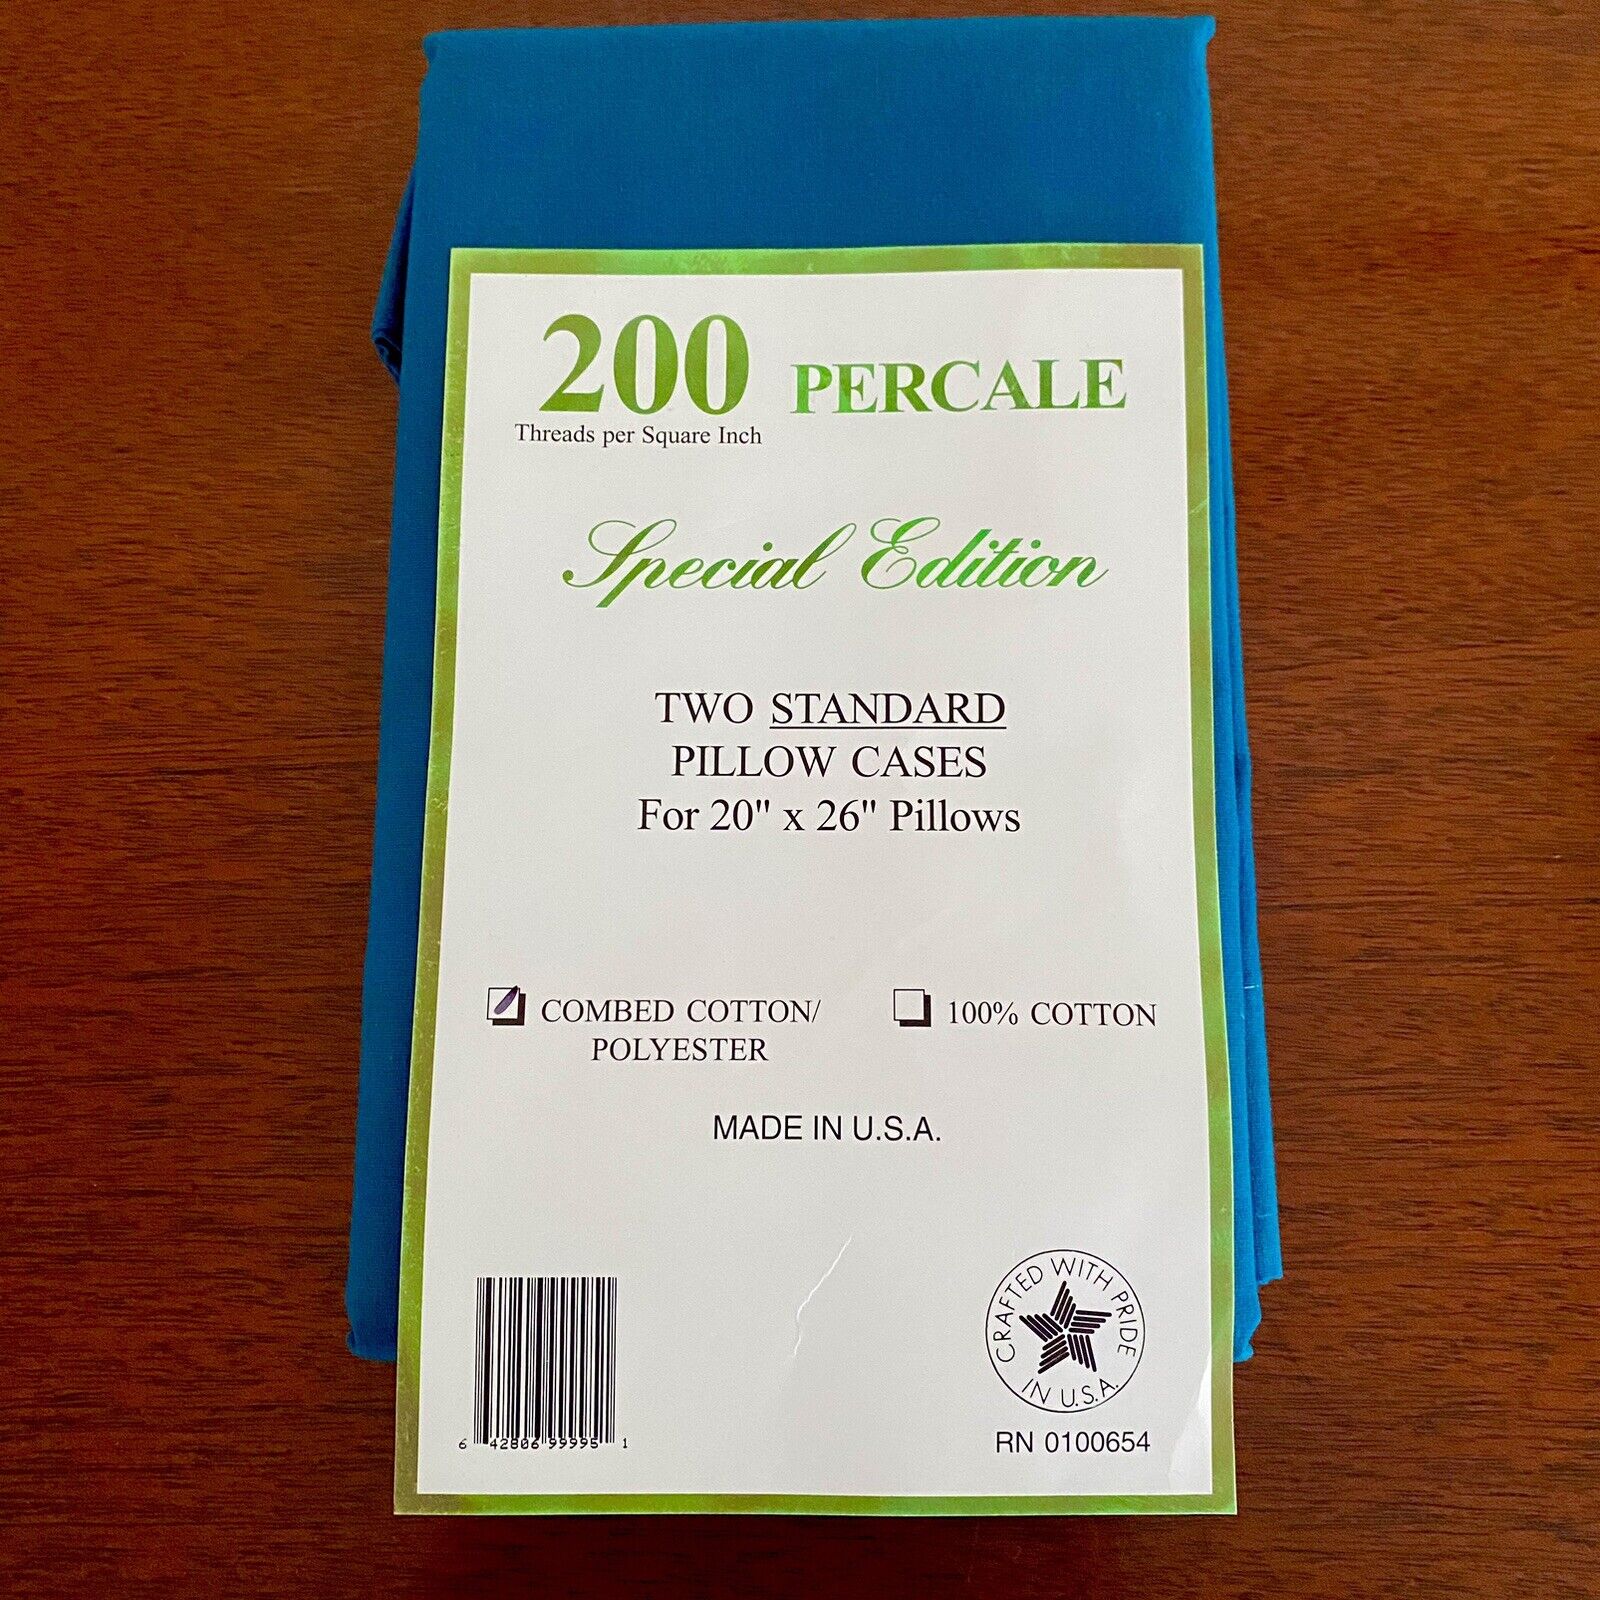 200 PERCALE
Threads per Square Inch
Special Edition
TWO STANDARD
PILLOW CASES
For 20" x 26" Pillows
COMBED COTTON/
POLYESTER
100% COTTON
MADE IN U.S.A.
CRAFTED WITH PRIDE
IN U.S.A.
6 42806 99995 1
RN 0100654